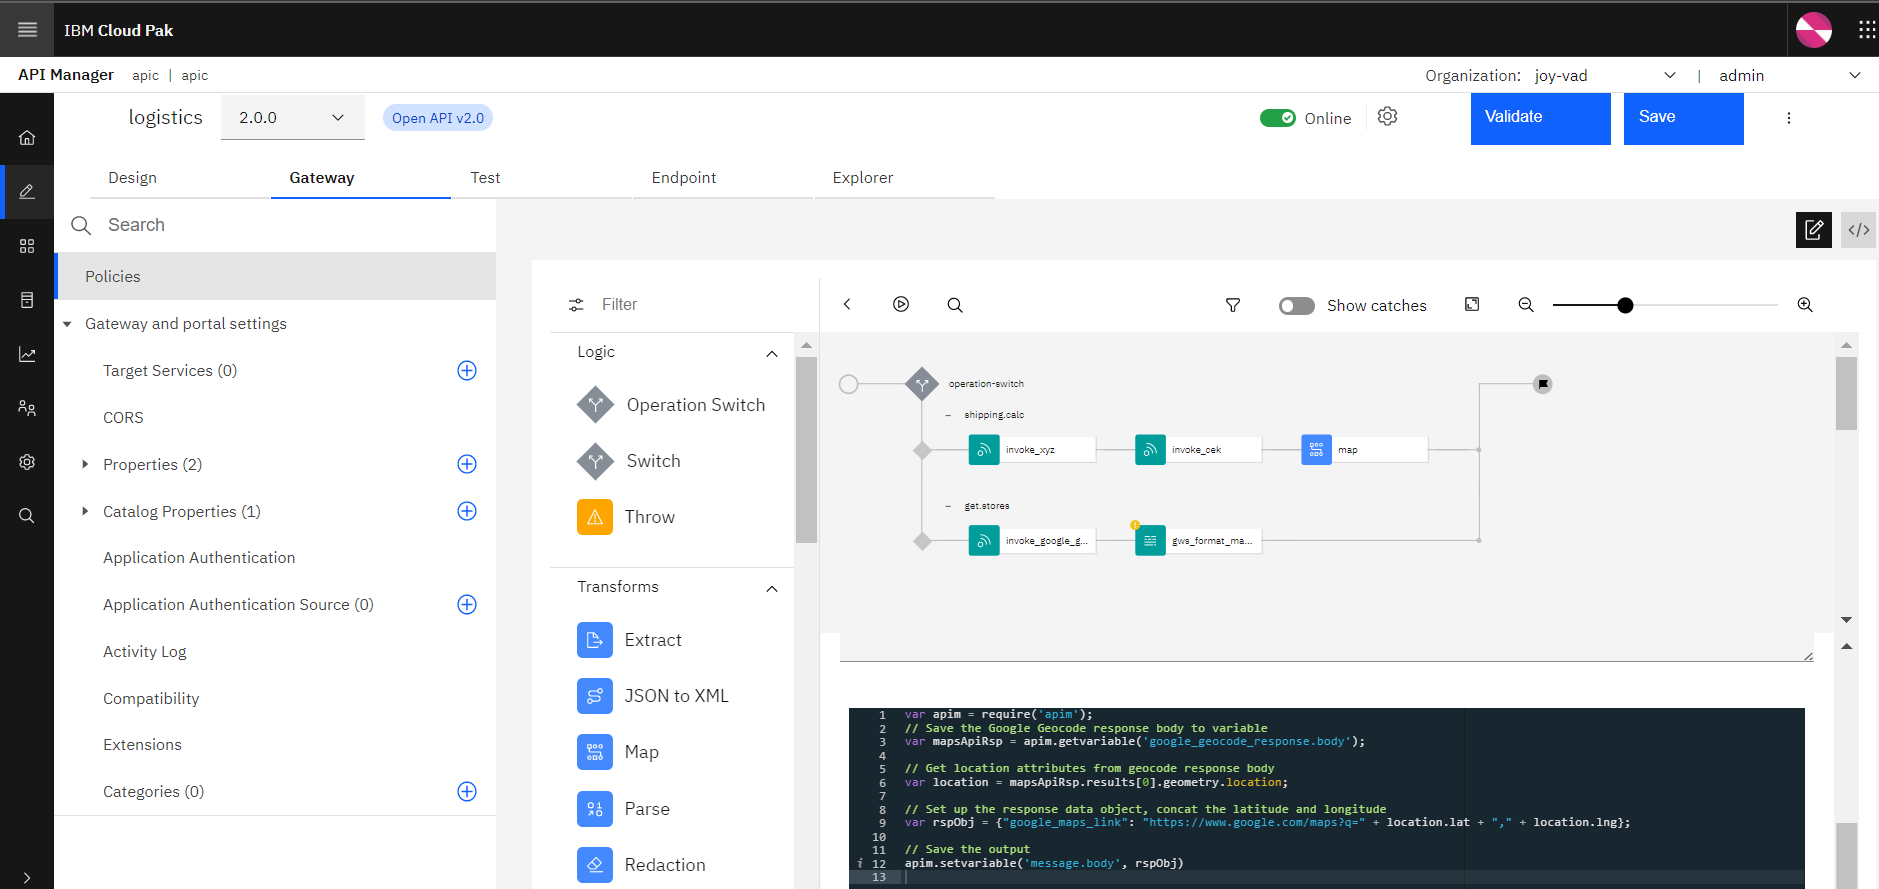 IBM Cloud Pak
API Manager apic | apic
Organization: joy-vad | admin
logistics 2.0.0 Open API v2.0 Online Validate Save
Design Gateway Test Endpoint Explorer
Search
Policies
Gateway and portal settings
Target Services (0)
CORS
Properties (2)
Catalog Properties (1)
Application Authentication
Application Authentication Source (0)
Activity Log
Compatibility
Extensions
Categories (0)
Filter
Logic
Operation Switch
Switch
Throw
Transforms
Extract
JSON to XML
Map
Parse
Redaction
Show catches
</>
operation-switch
– shipping.calc
invoke_xyz invoke_cek map
– get.stores
invoke_google_g... gws_format_ma...
1 var apim = require('apim');
2 // Save the Google Geocode response body to variable
3 var mapsApiRsp = apim.getvariable('google_geocode_response.body');
4
5 // Get location attributes from geocode response body
6 var location = mapsApiRsp.results[0].geometry.location;
7
8 // Set up the response data object, concat the latitude and longitude
9 var rspObj = {"google_maps_link": "https://www.google.com/maps?q=" + location.lat + "," + location.lng};
10
11 // Save the output
i 12 apim.setvariable('message.body', rspObj)
13